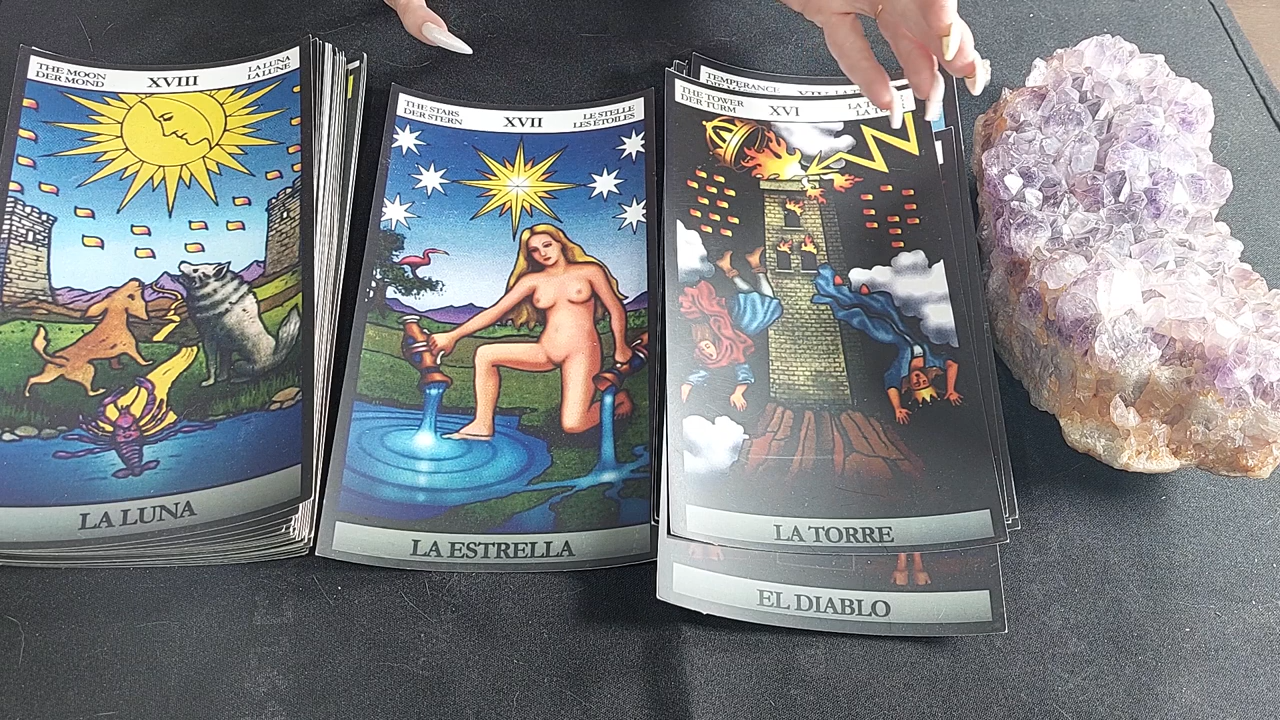 THE MOON
DER MOND
XVIII
LA LUNA
LA LUNE
LA LUNA
THE STARS
DER STERN
XVII
LE STELLE
LES ÉTOILES
LA ESTRELLA
TEMPERANCE
XIV
THE TOWER
DER TURM
XVI
LA TORRE
EL DIABLO